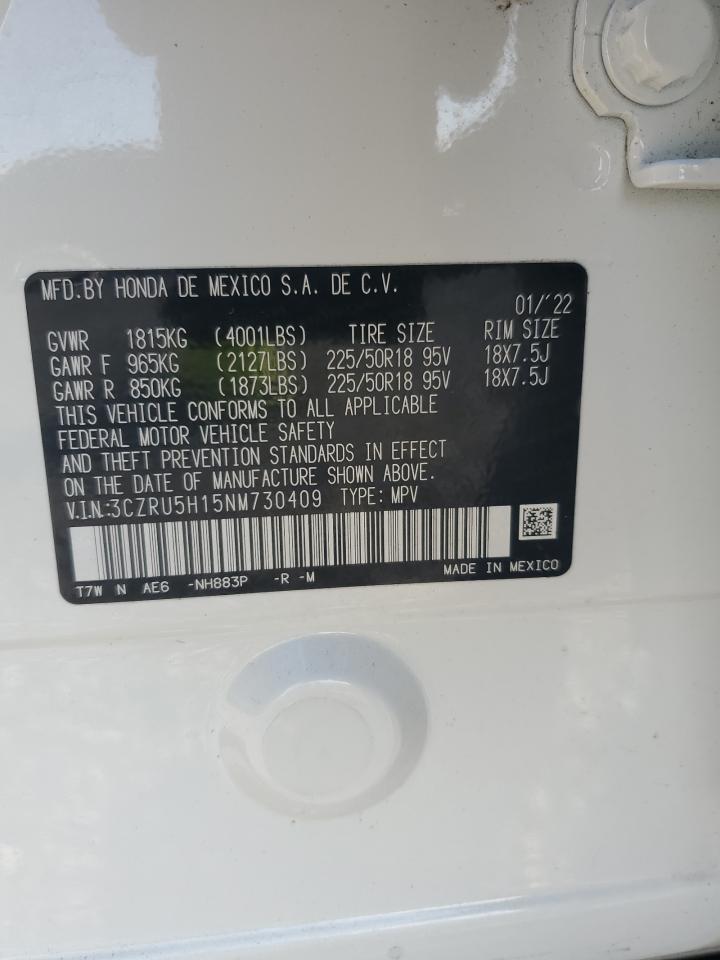 MFD.BY HONDA DE MEXICO S.A. DE C.V.
01/'22
GVWR 1815KG (4001LBS) TIRE SIZE RIM SIZE
GAWR F 965KG (2127LBS) 225/50R18 95V 18X7.5J
GAWR R 850KG (1873LBS) 225/50R18 95V 18X7.5J
THIS VEHICLE CONFORMS TO ALL APPLICABLE
FEDERAL MOTOR VEHICLE SAFETY
AND THEFT PREVENTION STANDARDS IN EFFECT
ON THE DATE OF MANUFACTURE SHOWN ABOVE.
V.I.N.:3CZRU5H15NM730409 TYPE: MPV
T7W N AE6 -NH883P -R -M MADE IN MEXICO